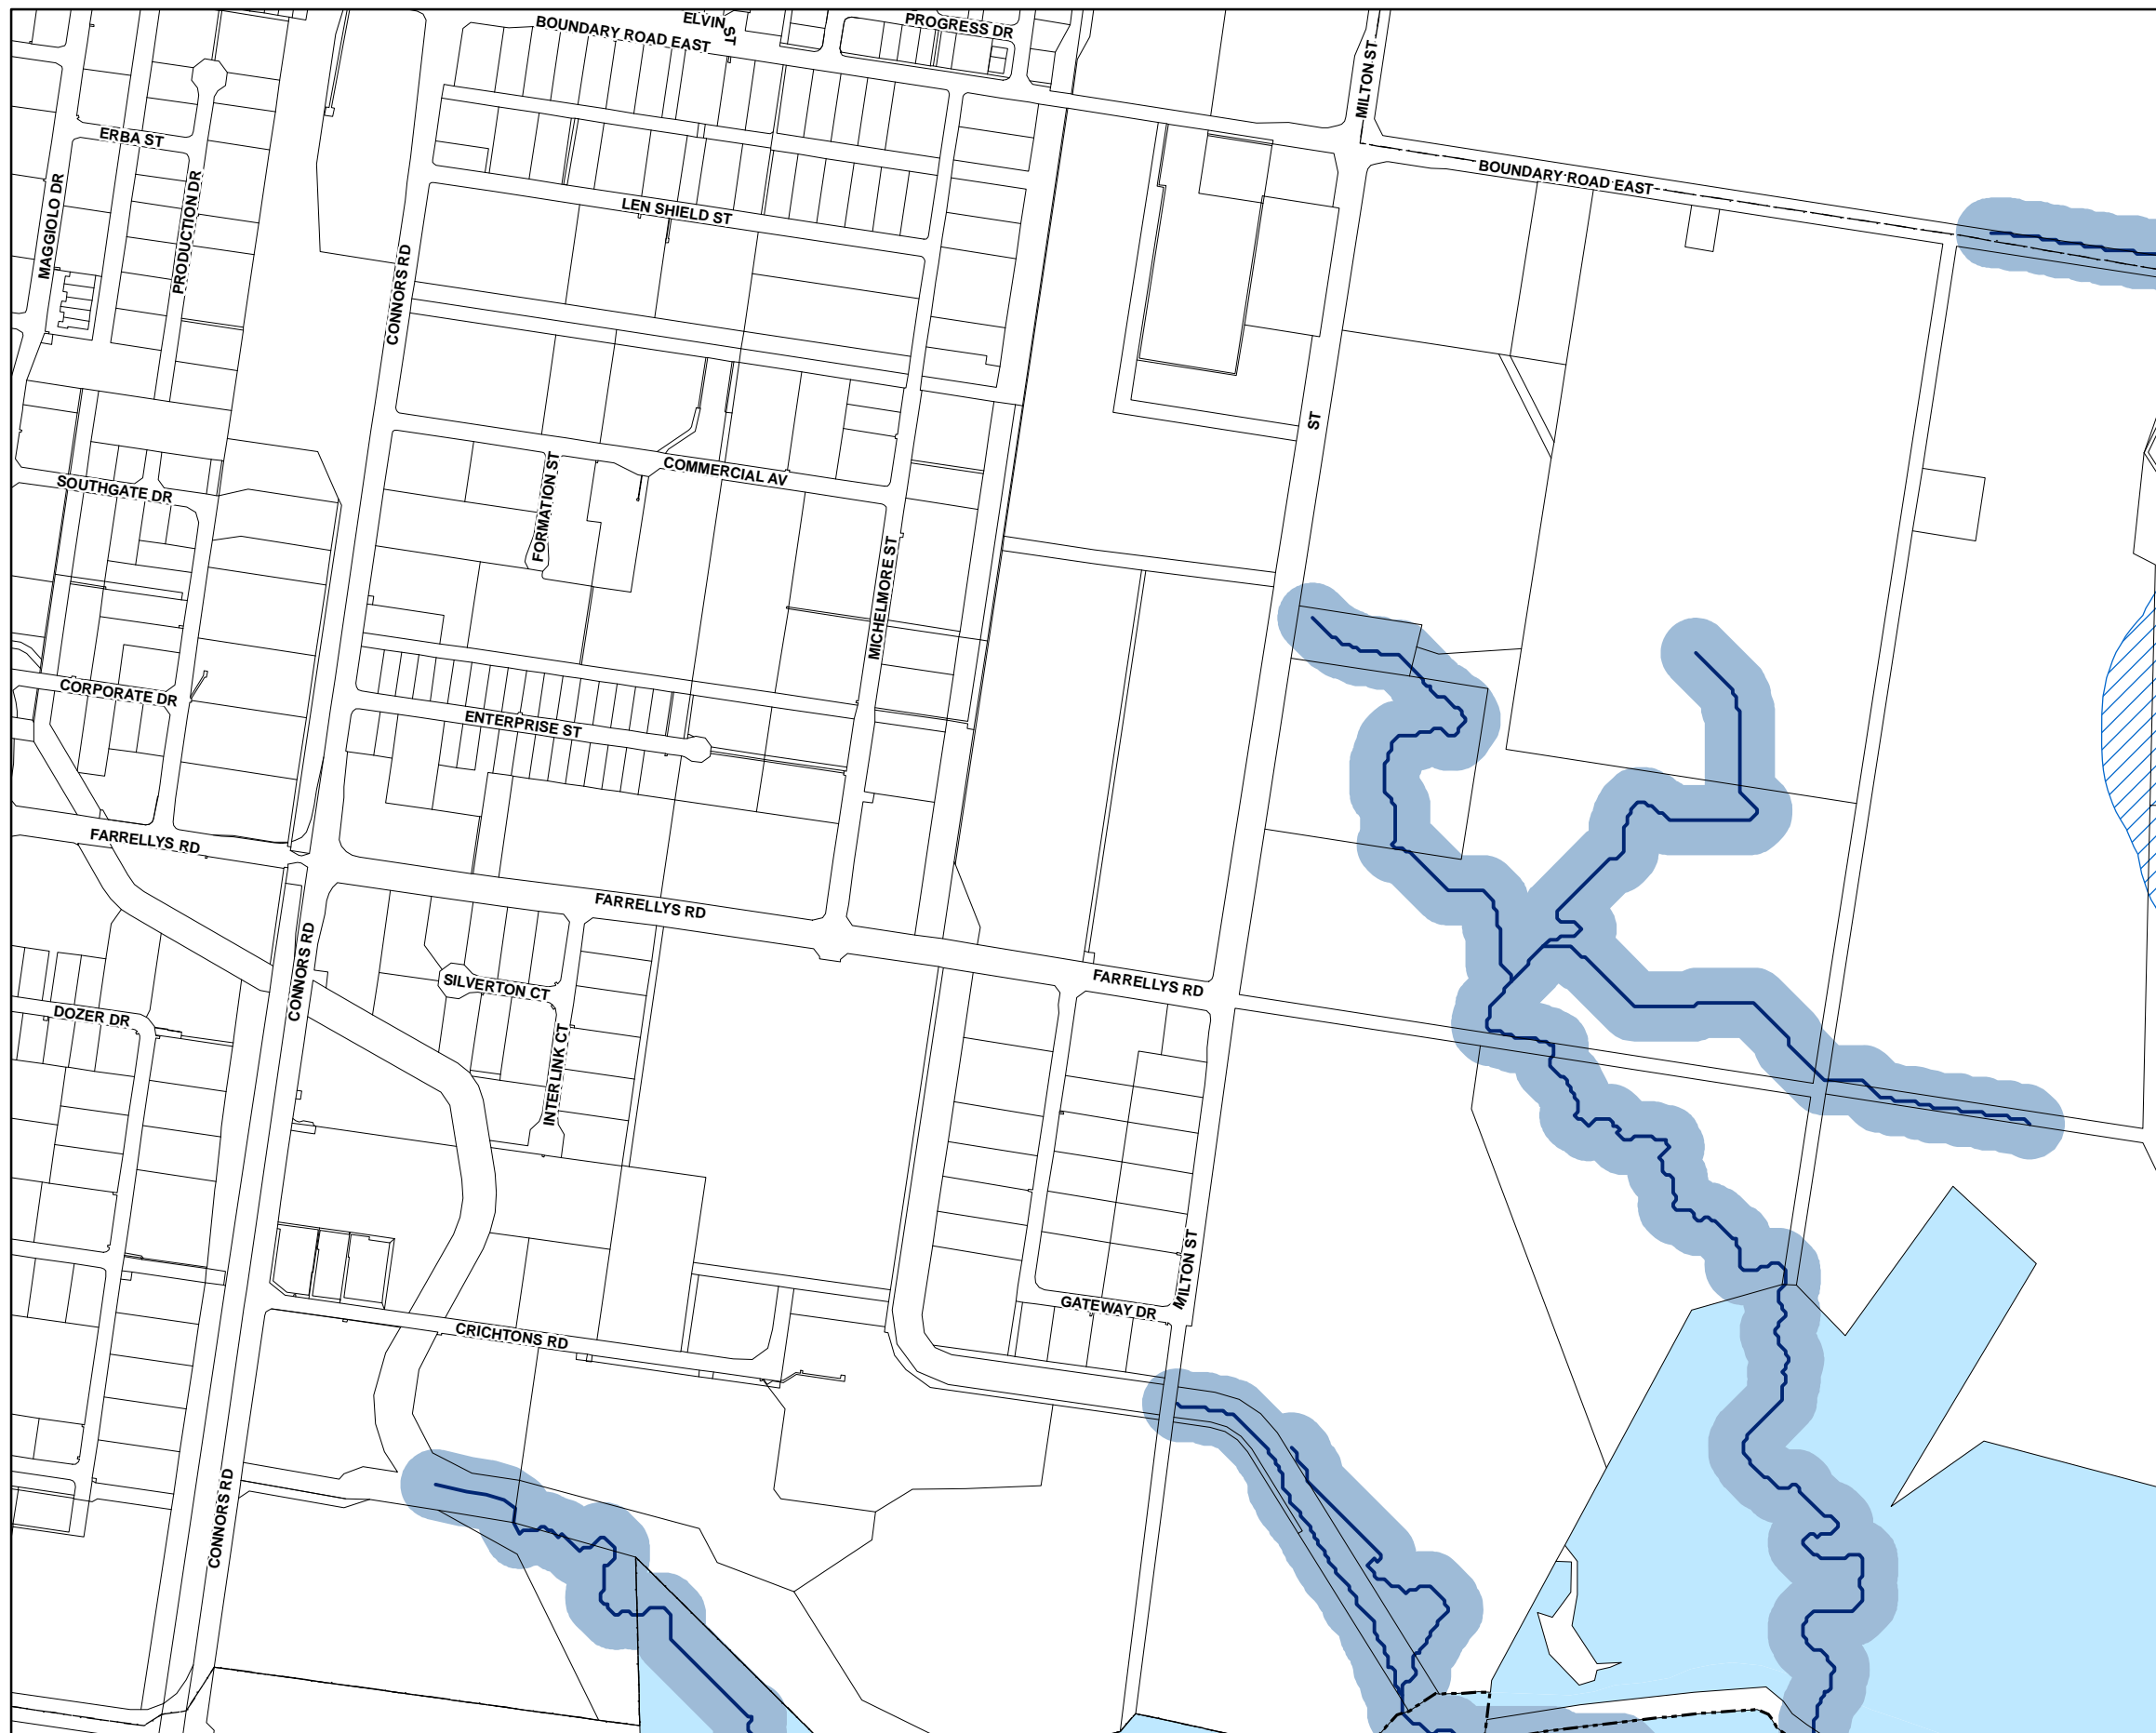 ELVIN ST
PROGRESS DR
BOUNDARY ROAD EAST
MILTON ST
ERBA ST
BOUNDARY ROAD EAST
MAGGIOLO DR
PRODUCTION DR
LEN SHIELD ST
CONNORS RD
ST
COMMERCIAL AV
SOUTHGATE DR
FORMATION ST
MICHELMORE ST
CORPORATE DR
ENTERPRISE ST
FARRELLYS RD
FARRELLYS RD
FARRELLYS RD
CONNORS RD
SILVERTON CT
DOZER DR
INTERLINK CT
MILTON ST
GATEWAY DR
CRICHTONS RD
CONNORS RD